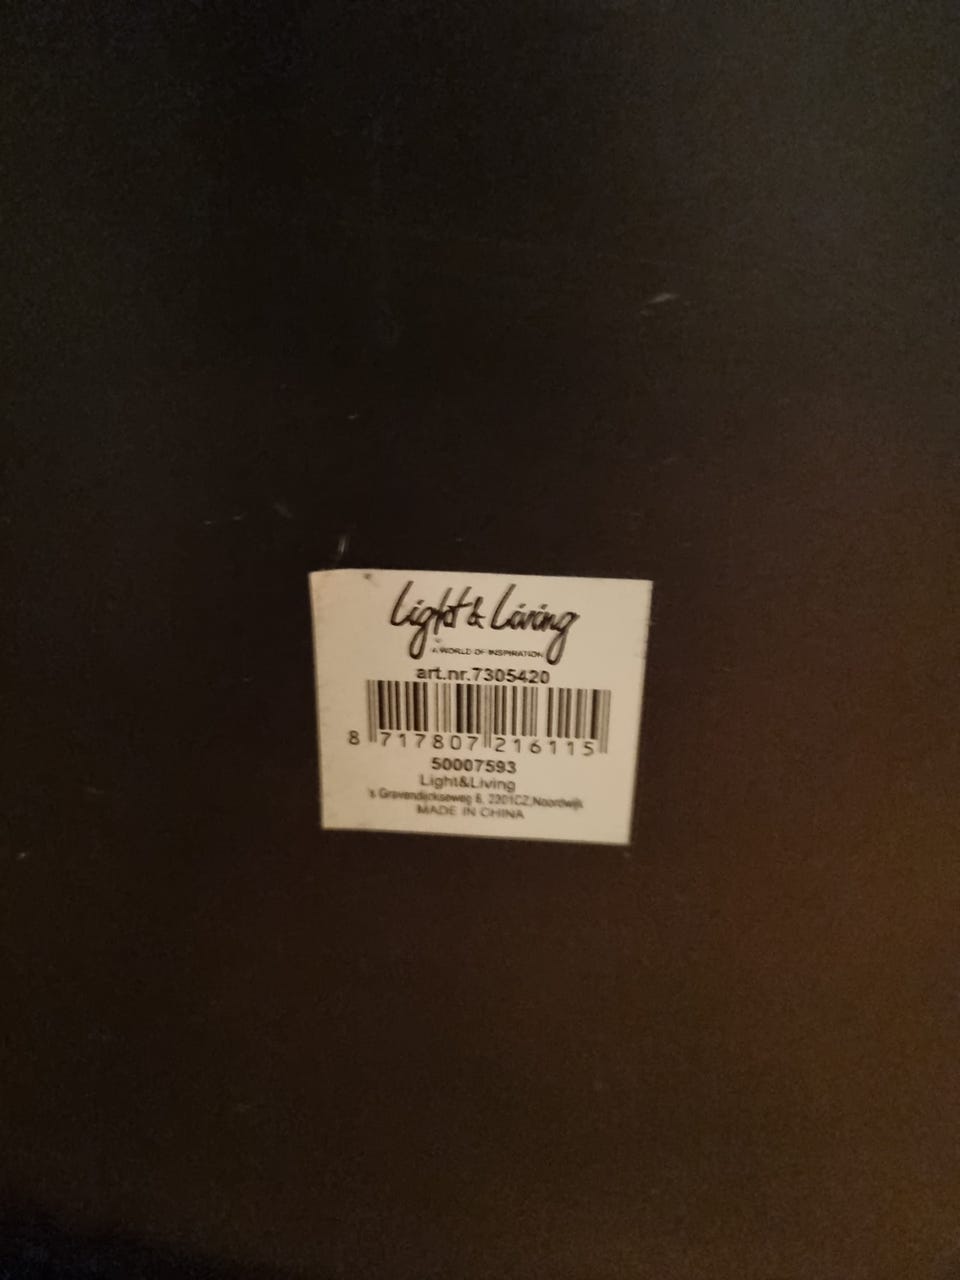 Light & Living
A WORLD OF INSPIRATION
art.nr.7305420
8 717807 216115
50007593
Light&Living
's Gravendijckseweg 6, 2201CZ,Noordwijk
MADE IN CHINA